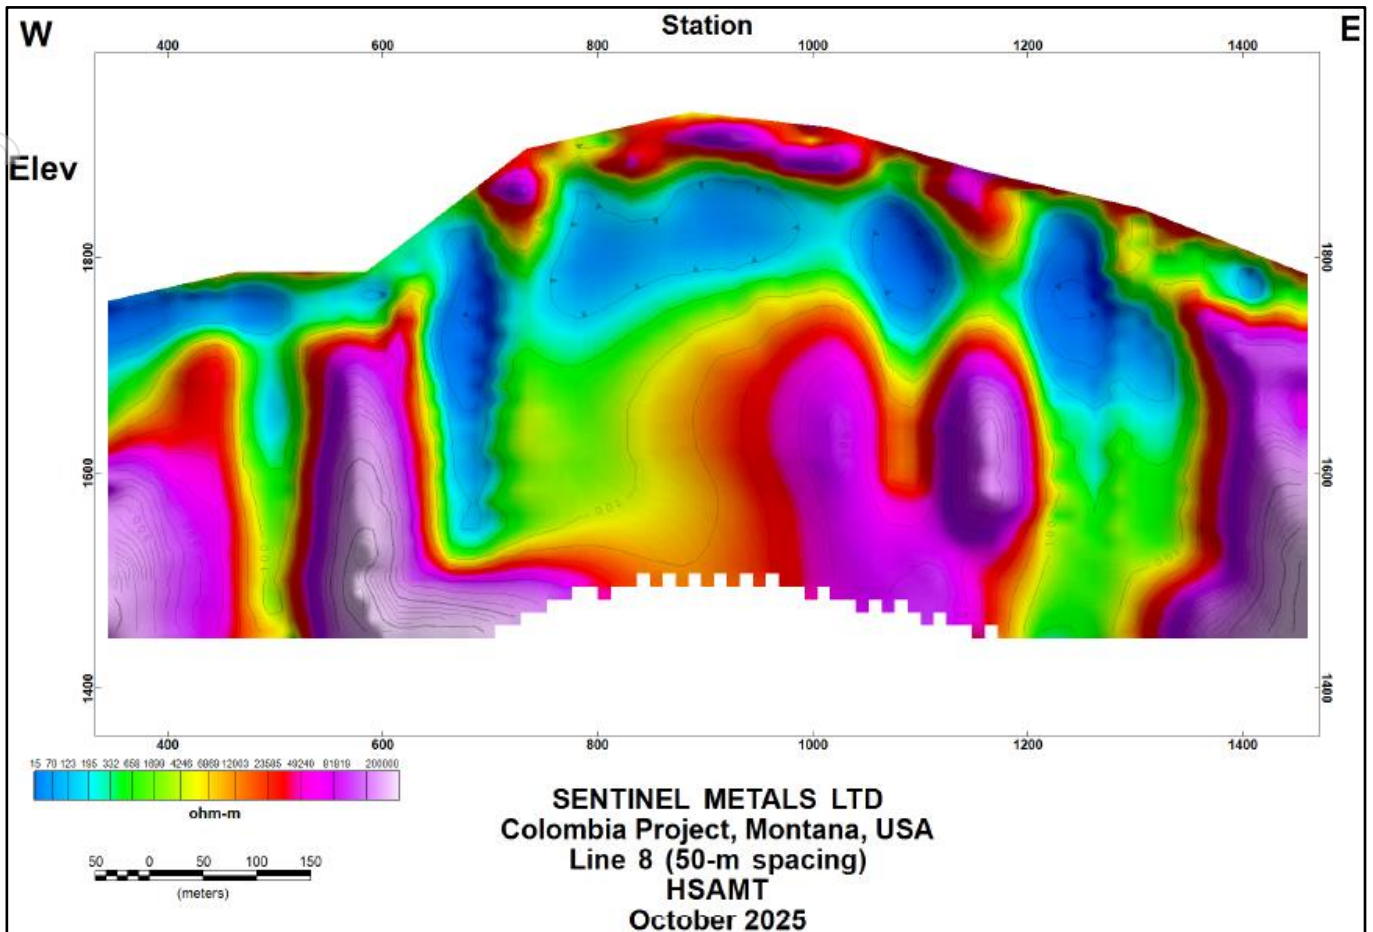 W Station E
400 600 800 1000 1200 1400
Elev
1800 1800
1600 1600
1400 1400
400 600 800 1000 1200 1400
15 70 123 195 332 658 1690 4246 6969 12003 23585 49240 81819 200000
ohm-m
50 0 50 100 150
(meters)
SENTINEL METALS LTD
Colombia Project, Montana, USA
Line 8 (50-m spacing)
HSAMT
October 2025